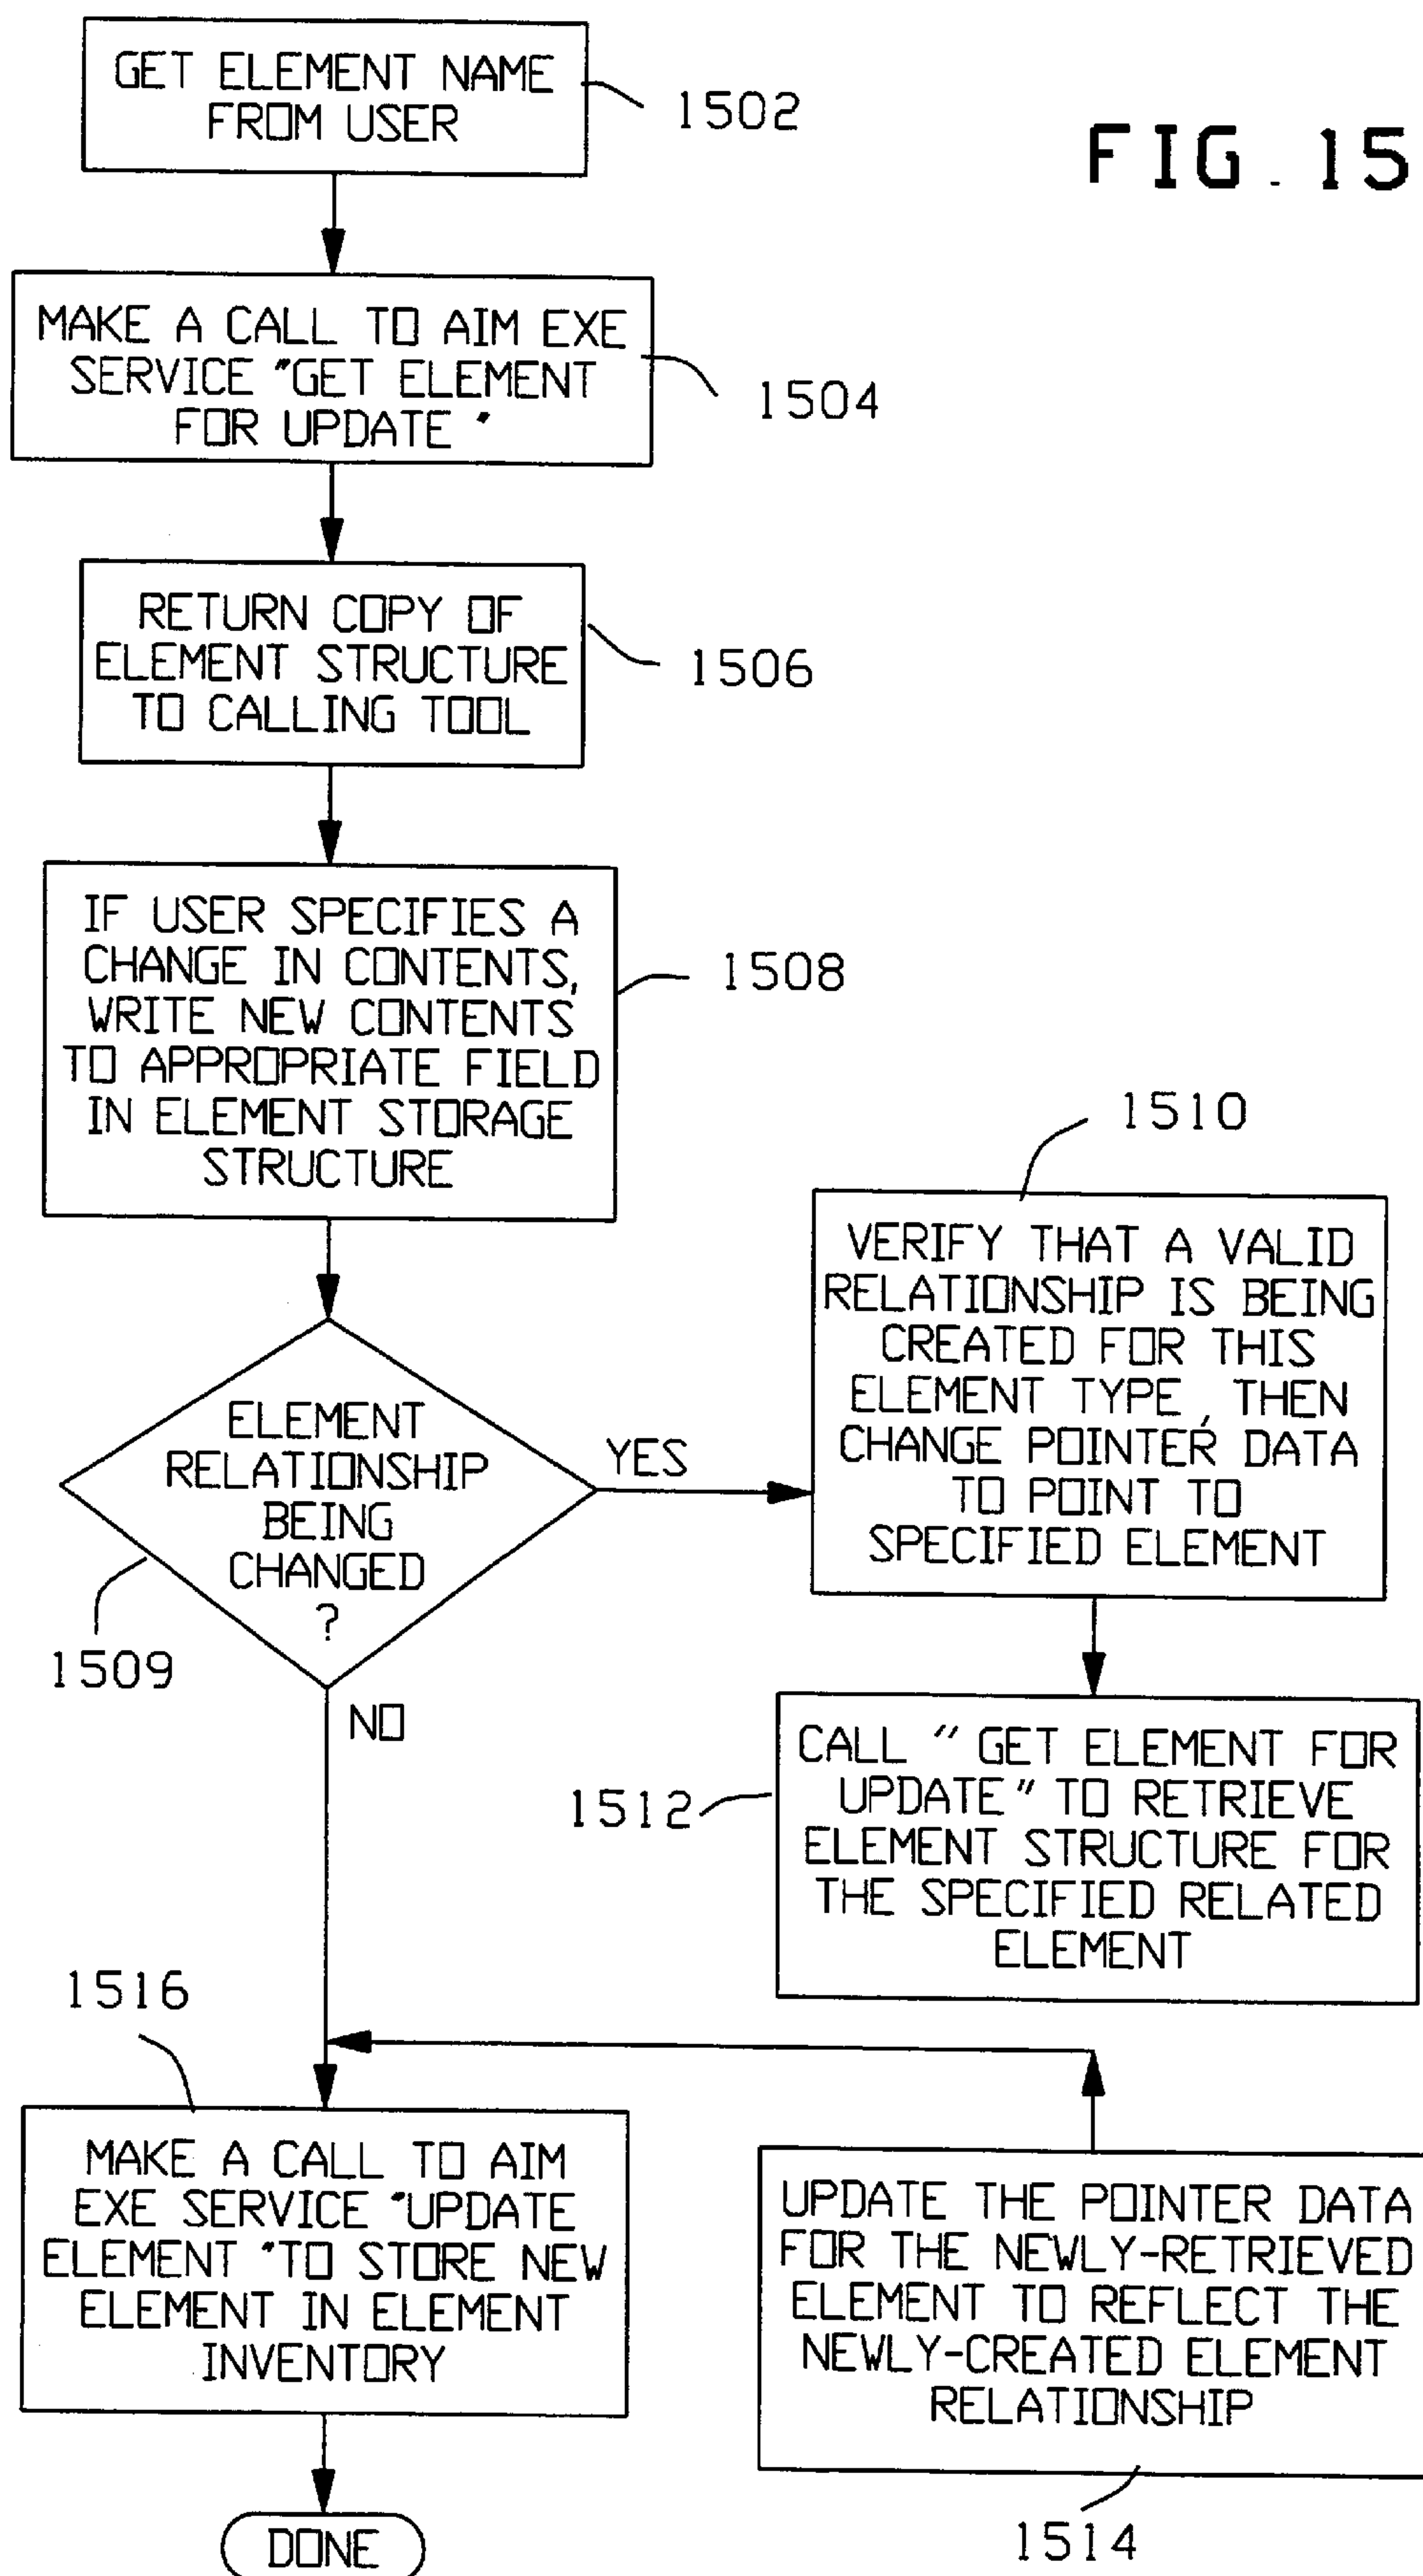 GET ELEMENT NAME
FROM USER
1502
FIG. 15
MAKE A CALL TO AIM EXE
SERVICE "GET ELEMENT
FOR UPDATE "
1504
RETURN COPY OF
ELEMENT STRUCTURE
TO CALLING TOOL
1506
IF USER SPECIFIES A
CHANGE IN CONTENTS,
WRITE NEW CONTENTS
TO APPROPRIATE FIELD
IN ELEMENT STORAGE
STRUCTURE
1508
ELEMENT
RELATIONSHIP
BEING
CHANGED
?
1509
YES
NO
1510
VERIFY THAT A VALID
RELATIONSHIP IS BEING
CREATED FOR THIS
ELEMENT TYPE, THEN
CHANGE POINTER DATA
TO POINT TO
SPECIFIED ELEMENT
CALL " GET ELEMENT FOR
UPDATE" TO RETRIEVE
ELEMENT STRUCTURE FOR
THE SPECIFIED RELATED
ELEMENT
1512
1516
MAKE A CALL TO AIM
EXE SERVICE "UPDATE
ELEMENT "TO STORE NEW
ELEMENT IN ELEMENT
INVENTORY
UPDATE THE POINTER DATA
FOR THE NEWLY-RETRIEVED
ELEMENT TO REFLECT THE
NEWLY-CREATED ELEMENT
RELATIONSHIP
1514
DONE